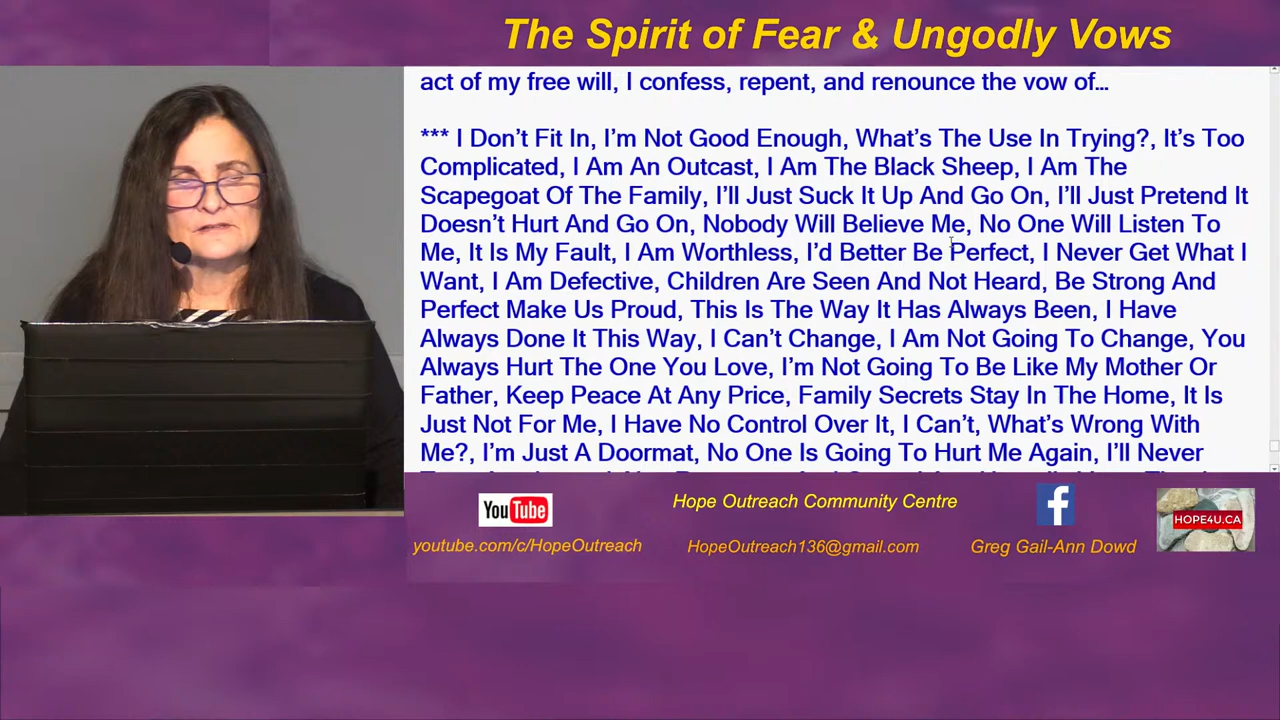 The Spirit of Fear & Ungodly Vows
act of my free will, I confess, repent, and renounce the vow of...
*** I Don't Fit In, I'm Not Good Enough, What's The Use In Trying?, It's Too
Complicated, I Am An Outcast, I Am The Black Sheep, I Am The
Scapegoat Of The Family, I'll Just Suck It Up And Go On, I'll Just Pretend It
Doesn't Hurt And Go On, Nobody Will Believe Me, No One Will Listen To
Me, It Is My Fault, I Am Worthless, I'd Better Be Perfect, I Never Get What I
Want, I Am Defective, Children Are Seen And Not Heard, Be Strong And
Perfect Make Us Proud, This Is The Way It Has Always Been, I Have
Always Done It This Way, I Can't Change, I Am Not Going To Change, You
Always Hurt The One You Love, I'm Not Going To Be Like My Mother Or
Father, Keep Peace At Any Price, Family Secrets Stay In The Home, It Is
Just Not For Me, I Have No Control Over It, I Can't, What's Wrong With
Me?, I'm Just A Doormat, No One Is Going To Hurt Me Again, I'll Never
YouTube
Hope Outreach Community Centre
HOPE4U.CA
youtube.com/c/HopeOutreach
HopeOutreach136@gmail.com
Greg Gail-Ann Dowd